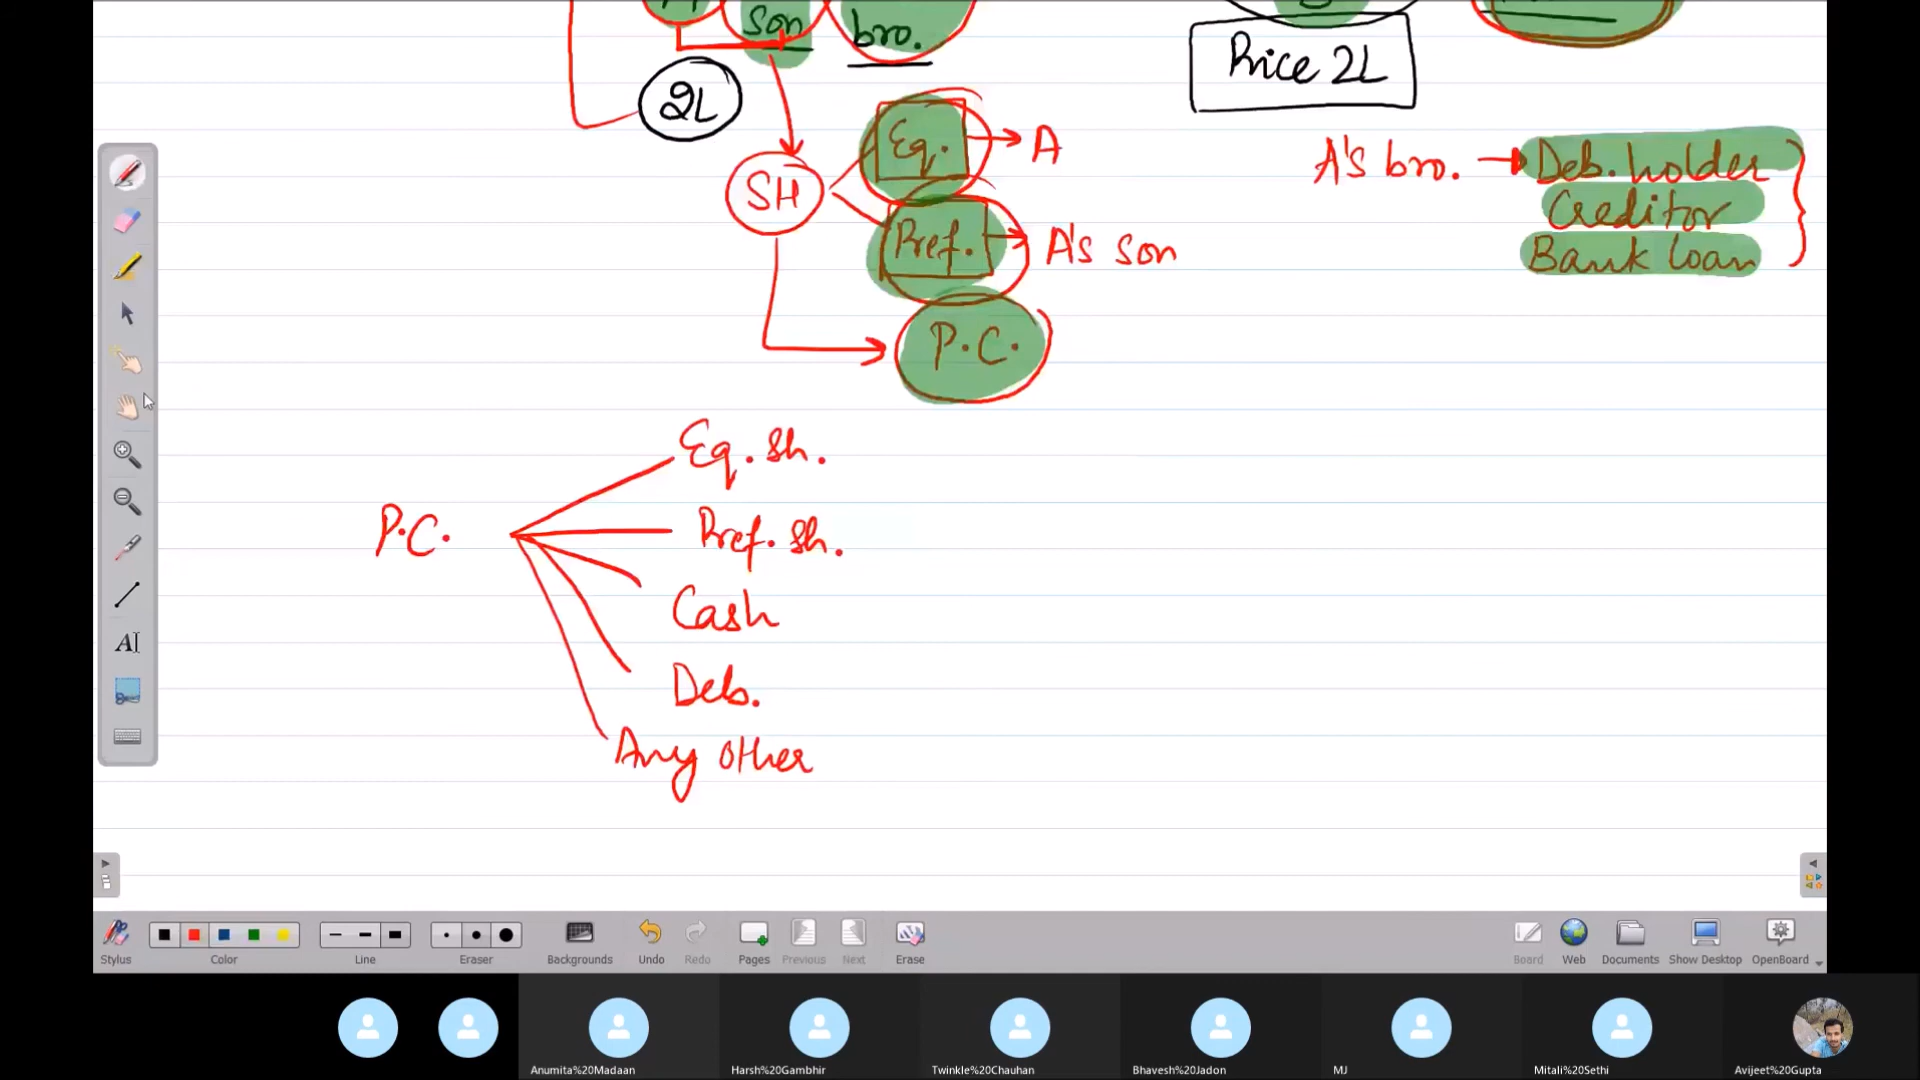 son
bro.
2L
Price 2L
Eq.
A
A's bro.
Deb. holder
Creditor
Bank loan
SH
Pref.
A's son
P.C.
Eq. sh.
P.C.
Pref. sh.
Cash
Deb.
Any other
Stylus
Color
Line
Eraser
Backgrounds
Undo
Redo
Pages
Previous
Next
Erase
Board
Web
Documents
Show Desktop
OpenBoard
Anumita%20Madaan
Harsh%20Gambhir
Twinkle%20Chauhan
Bhavesh%20Jadon
MJ
Mitali%20Sethi
Avijeet%20Gupta